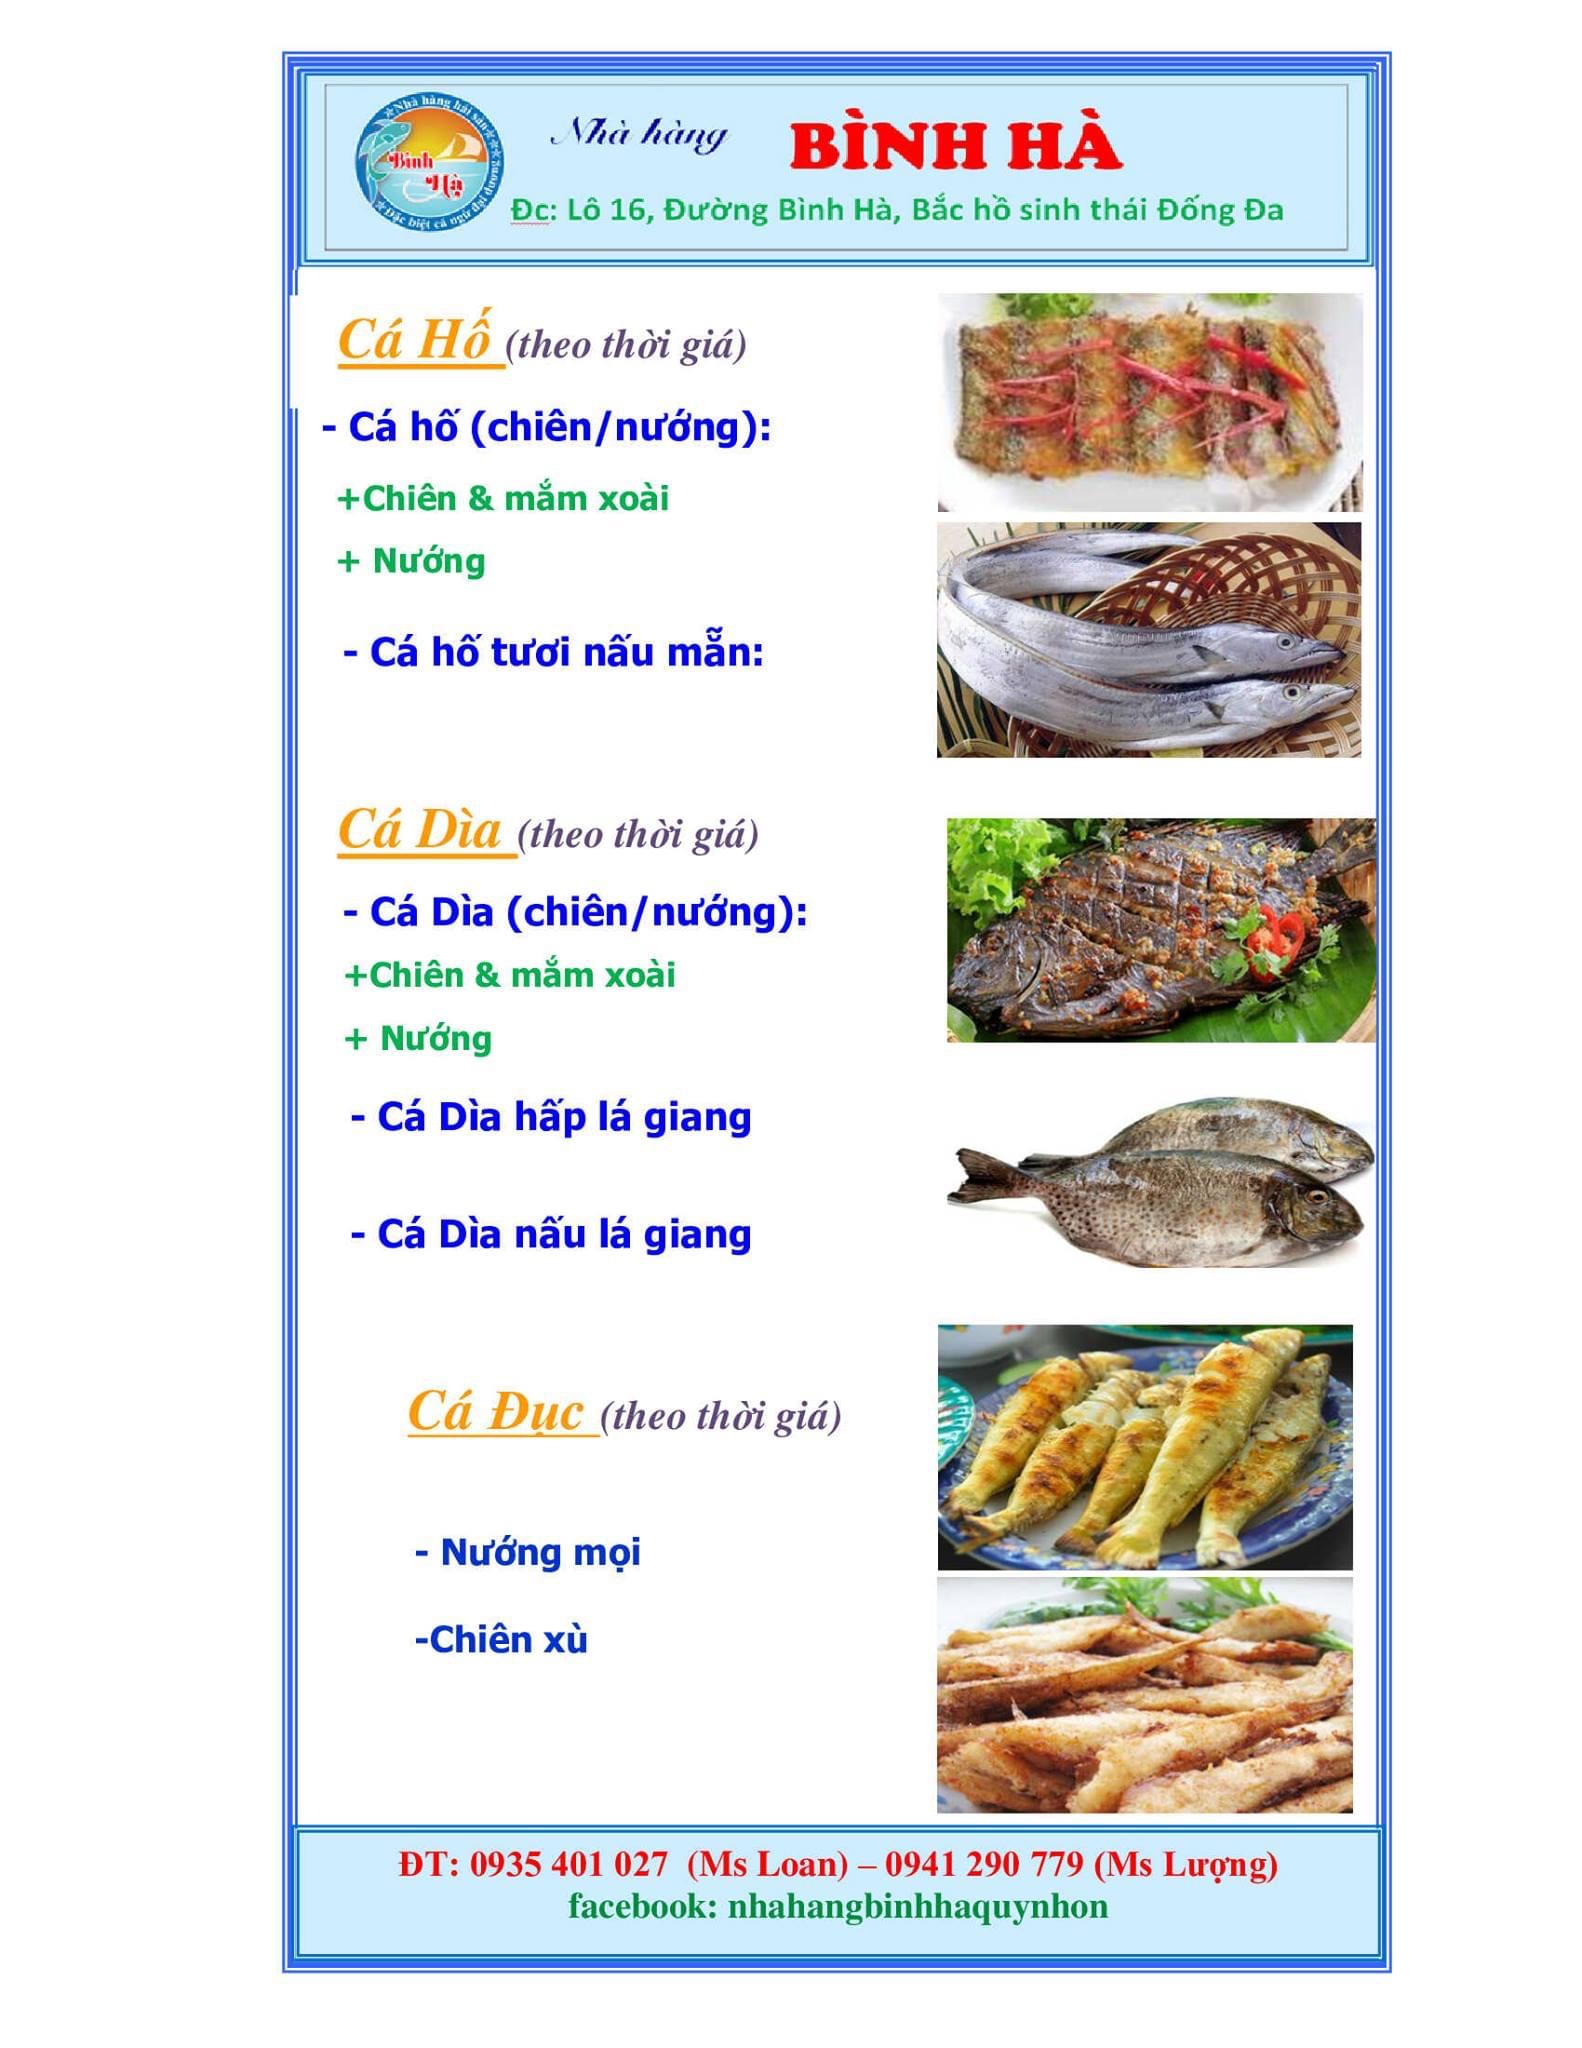 Nhà hàng hải sản
Bình
Hà
Đặc biệt cá ngừ đại dương
Nhà hàng BÌNH HÀ
Đc: Lô 16, Đường Bình Hà, Bắc hồ sinh thái Đống Đa
Cá Hố (theo thời giá)
- Cá hố (chiên/nướng):
+Chiên & mắm xoài
+ Nướng
- Cá hố tươi nấu mẵn:
Cá Dìa (theo thời giá)
- Cá Dìa (chiên/nướng):
+Chiên & mắm xoài
+ Nướng
- Cá Dìa hấp lá giang
- Cá Dìa nấu lá giang
Cá Đục (theo thời giá)
- Nướng mọi
-Chiên xù
ĐT: 0935 401 027 (Ms Loan) – 0941 290 779 (Ms Lượng)
facebook: nhahangbinhhaquynhon